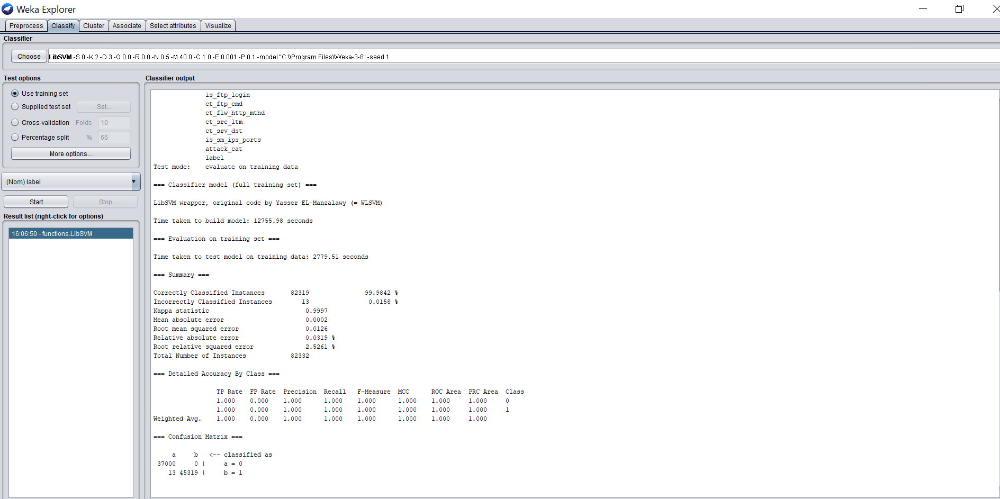 Weka Explorer
Preprocess Classify Cluster Associate Select attributes Visualize
Classifier
Choose LibSVM -S 0 -K 2 -D 3 -G 0.0 -R 0.0 -N 0.5 -M 40.0 -C 1.0 -E 0.001 -P 0.1 -model "C:\\Program Files\\Weka-3-8" -seed 1
Test options
Use training set
Supplied test set Set...
Cross-validation Folds 10
Percentage split % 66
More options...
(Nom) label
Start Stop
Result list (right-click for options)
16:06:50 - functions.LibSVM
Classifier output
is_ftp_login
ct_ftp_cmd
ct_flw_http_mthd
ct_src_ltm
ct_srv_dst
is_sm_ips_ports
attack_cat
label
Test mode: evaluate on training data
=== Classifier model (full training set) ===
LibSVM wrapper, original code by Yasser EL-Manzalawy (= WLSVM)
Time taken to build model: 12755.98 seconds
=== Evaluation on training set ===
Time taken to test model on training data: 2779.51 seconds
=== Summary ===
Correctly Classified Instances 82319 99.9842 %
Incorrectly Classified Instances 13 0.0158 %
Kappa statistic 0.9997
Mean absolute error 0.0002
Root mean squared error 0.0126
Relative absolute error 0.0319 %
Root relative squared error 2.5261 %
Total Number of Instances 82332
=== Detailed Accuracy By Class ===
TP Rate FP Rate Precision Recall F-Measure MCC ROC Area PRC Area Class
1.000 0.000 1.000 1.000 1.000 1.000 1.000 1.000 0
1.000 0.000 1.000 1.000 1.000 1.000 1.000 1.000 1
Weighted Avg. 1.000 0.000 1.000 1.000 1.000 1.000 1.000 1.000
=== Confusion Matrix ===
a b <-- classified as
37000 0 | a = 0
13 45319 | b = 1